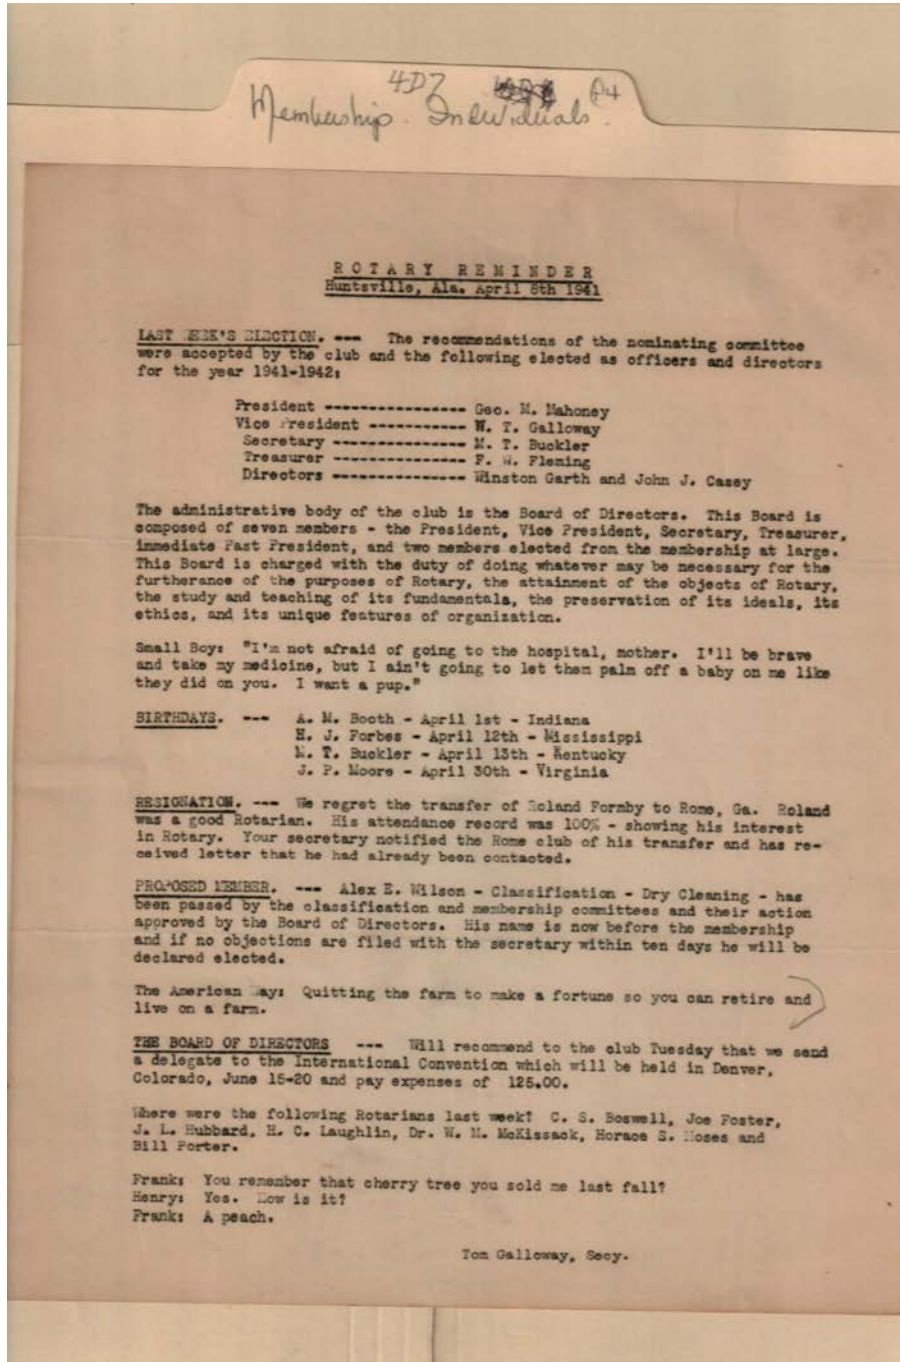 4D7 P4
Membership. Individuals.
ROTARY REMINDER
Huntsville, Ala. April 6th 1941
LAST WEEK'S ELECTION. --- The recommendations of the nominating committee
were accepted by the club and the following elected as officers and directors
for the year 1941-1942:
President ---------------- Geo. M. Mahoney
Vice President ----------- W. T. Galloway
Secretary --------------- M. T. Buckler
Treasurer --------------- F. W. Fleming
Directors --------------- Winston Garth and John J. Casey
The administrative body of the club is the Board of Directors. This Board is
composed of seven members - the President, Vice President, Secretary, Treasurer,
immediate Past President, and two members elected from the membership at large.
This Board is charged with the duty of doing whatever may be necessary for the
furtherance of the purposes of Rotary, the attainment of the objects of Rotary,
the study and teaching of its fundamentals, the preservation of its ideals, its
ethics, and its unique features of organization.
Small Boy: "I'm not afraid of going to the hospital, mother. I'll be brave
and take my medicine, but I ain't going to let them palm off a baby on me like
they did on you. I want a pup."
BIRTHDAYS. --- A. M. Booth - April 1st - Indiana
H. J. Forbes - April 12th - Mississippi
M. T. Buckler - April 13th - Kentucky
J. P. Moore - April 30th - Virginia
RESIGNATION. --- We regret the transfer of Roland Formby to Rome, Ga. Roland
was a good Rotarian. His attendance record was 100% - showing his interest
in Rotary. Your secretary notified the Rome club of his transfer and has re-
ceived letter that he had already been contacted.
PROPOSED MEMBER. --- Alex E. Wilson - Classification - Dry Cleaning - has
been passed by the classification and membership committees and their action
approved by the Board of Directors. His name is now before the membership
and if no objections are filed with the secretary within ten days he will be
declared elected.
The American Way: Quitting the farm to make a fortune so you can retire and
live on a farm.
THE BOARD OF DIRECTORS --- Will recommend to the club Tuesday that we send
a delegate to the International Convention which will be held in Denver,
Colorado, June 15-20 and pay expenses of 125.00.
Where were the following Rotarians last week? C. S. Boswell, Joe Foster,
J. L. Hubbard, H. C. Laughlin, Dr. W. M. McKissack, Horace S. Moses and
Bill Porter.
Frank: You remember that cherry tree you sold me last fall?
Henry: Yes. How is it?
Frank: A peach.
Tom Galloway, Secy.